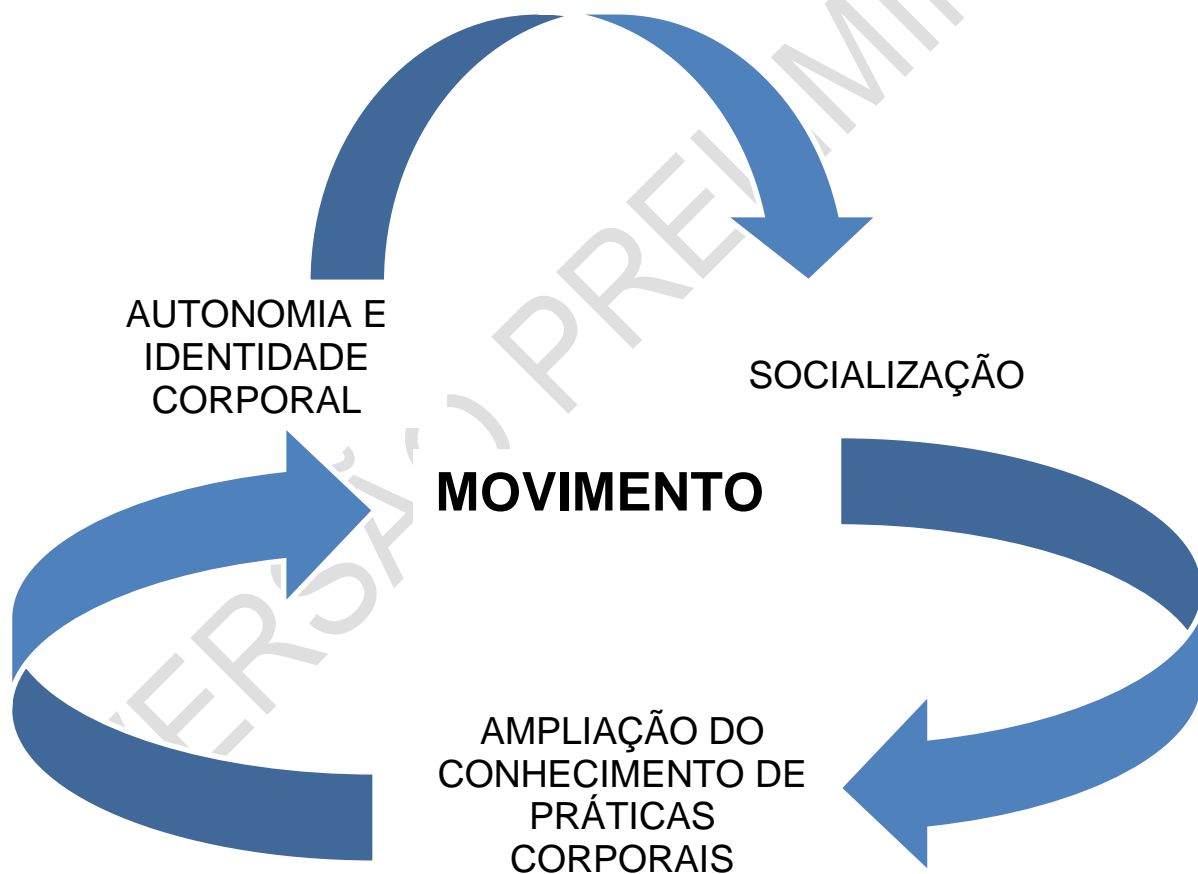 AUTONOMIA E
IDENTIDADE
CORPORAL
SOCIALIZAÇÃO
MOVIMENTO
AMPLIAÇÃO DO
CONHECIMENTO DE
PRÁTICAS
CORPORAIS